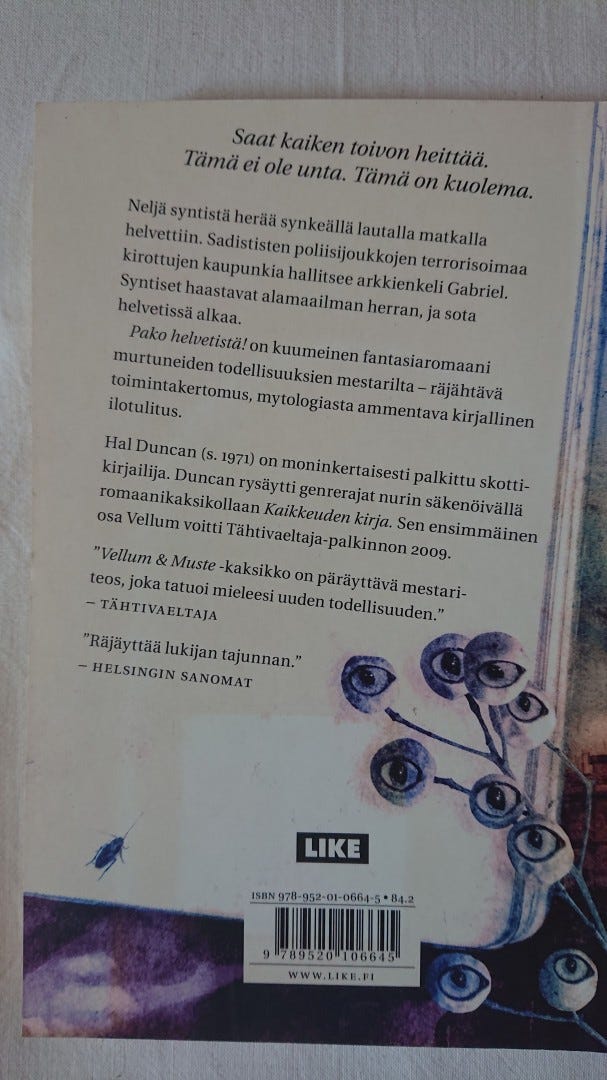 Saat kaiken toivon heittää.
Tämä ei ole unta. Tämä on kuolema.
Neljä syntistä herää synkeällä lautalla matkalla
helvettiin. Sadististen poliisijoukkojen terrorisoimaa
kirottujen kaupunkia hallitsee arkkienkeli Gabriel.
Syntiset haastavat alamaailman herran, ja sota
helvetissä alkaa.
Pako helvetistä! on kuumeinen fantasiaromaani
murtuneiden todellisuuksien mestarilta – räjähtävä
toimintakertomus, mytologiasta ammentava kirjallinen
ilotulitus.
Hal Duncan (s. 1971) on moninkertaisesti palkittu skotti-
kirjailija. Duncan rysäytti genrerajat nurin säkenöivällä
romaanikaksikollaan Kaikkeuden kirja. Sen ensimmäinen
osa Vellum voitti Tähtivaeltaja-palkinnon 2009.
”Vellum & Muste -kaksikko on päräyttävä mestari-
teos, joka tatuoi mieleesi uuden todellisuuden.”
– TÄHTIVAELTAJA
”Räjäyttää lukijan tajunnan.”
– HELSINGIN SANOMAT
LIKE
ISBN 978-952-01-0664-5 • 84.2
9 789520 106645
WWW.LIKE.FI